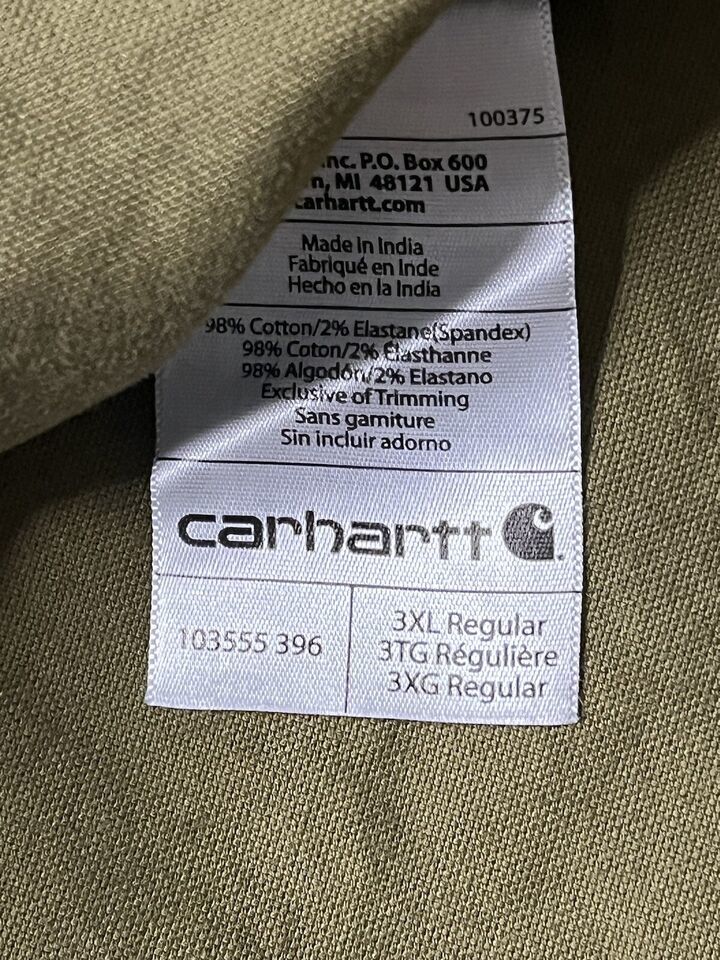 100375
nc. P.O. Box 600
n, MI 48121 USA
carhartt.com
Made in India
Fabriqué en Inde
Hecho en la India
98% Cotton/2% Elastane(Spandex)
98% Coton/2% Élasthanne
98% Algodón/2% Elastano
Exclusive of Trimming
Sans garniture
Sin incluir adorno
carhartt
103555 396
3XL Regular
3TG Régulière
3XG Regular